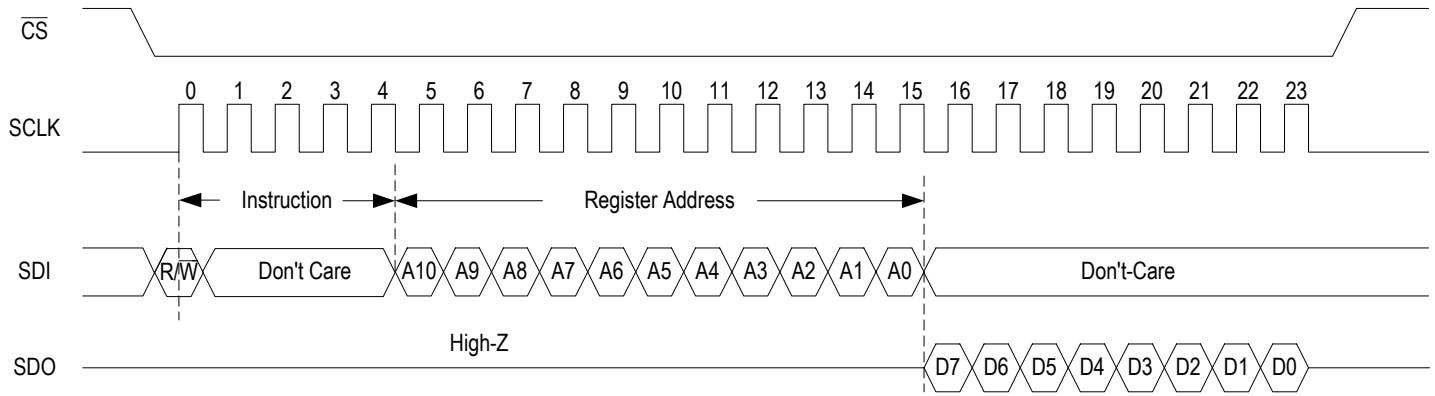 CS
0 1 2 3 4 5 6 7 8 9 10 11 12 13 14 15 16 17 18 19 20 21 22 23
SCLK
Instruction Register Address
SDI R/W Don't Care A10 A9 A8 A7 A6 A5 A4 A3 A2 A1 A0 Don't-Care
High-Z
SDO D7 D6 D5 D4 D3 D2 D1 D0